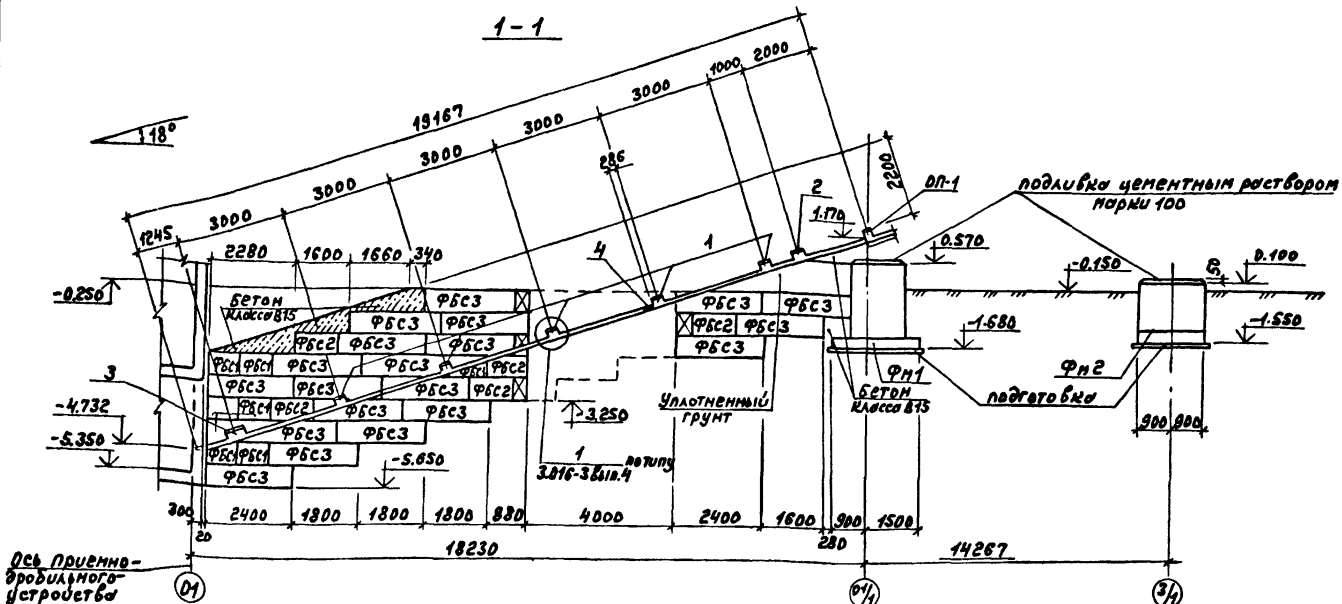 1-1
18°
19167
1245
3000
3000
3000
3000
3000
1000
2000
2200
286
2280
1600
1660
340
1
2
4
3
ОП-1
1.170
0.570
подливка цементным раствором
марки 100
-0.150
50
0.100
-0.250
Бетон
класса В15
ФБС3
ФБС3 ФБС3
ФБС2 ФБС3 ФБС3
ФБС1 ФБС1 ФБС3 ФБС3 ФБС1 ФБС2
ФБС3 ФБС3 ФБС3 ФБС2
ФБС1 ФБС2 ФБС3 ФБС3
ФБС3 ФБС3
ФБС1 ФБС1 ФБС3
ФБС3
ФБС3 ФБС3
ФБС2 ФБС3
ФБС3
-1.680
-1.550
Фм1
Фм2
Бетон
класса В15
подготовка
Уплотненный
грунт
-4.732
-5.350
-3.250
-5.650
1 по типу
3.016-3 вып.4
900 900
300
20
2400
1800
1800
1800
880
4000
2400
1600
280
900
1500
18230
14267
Ось приемно-
дробильного
устройства
01
01/1
3/1